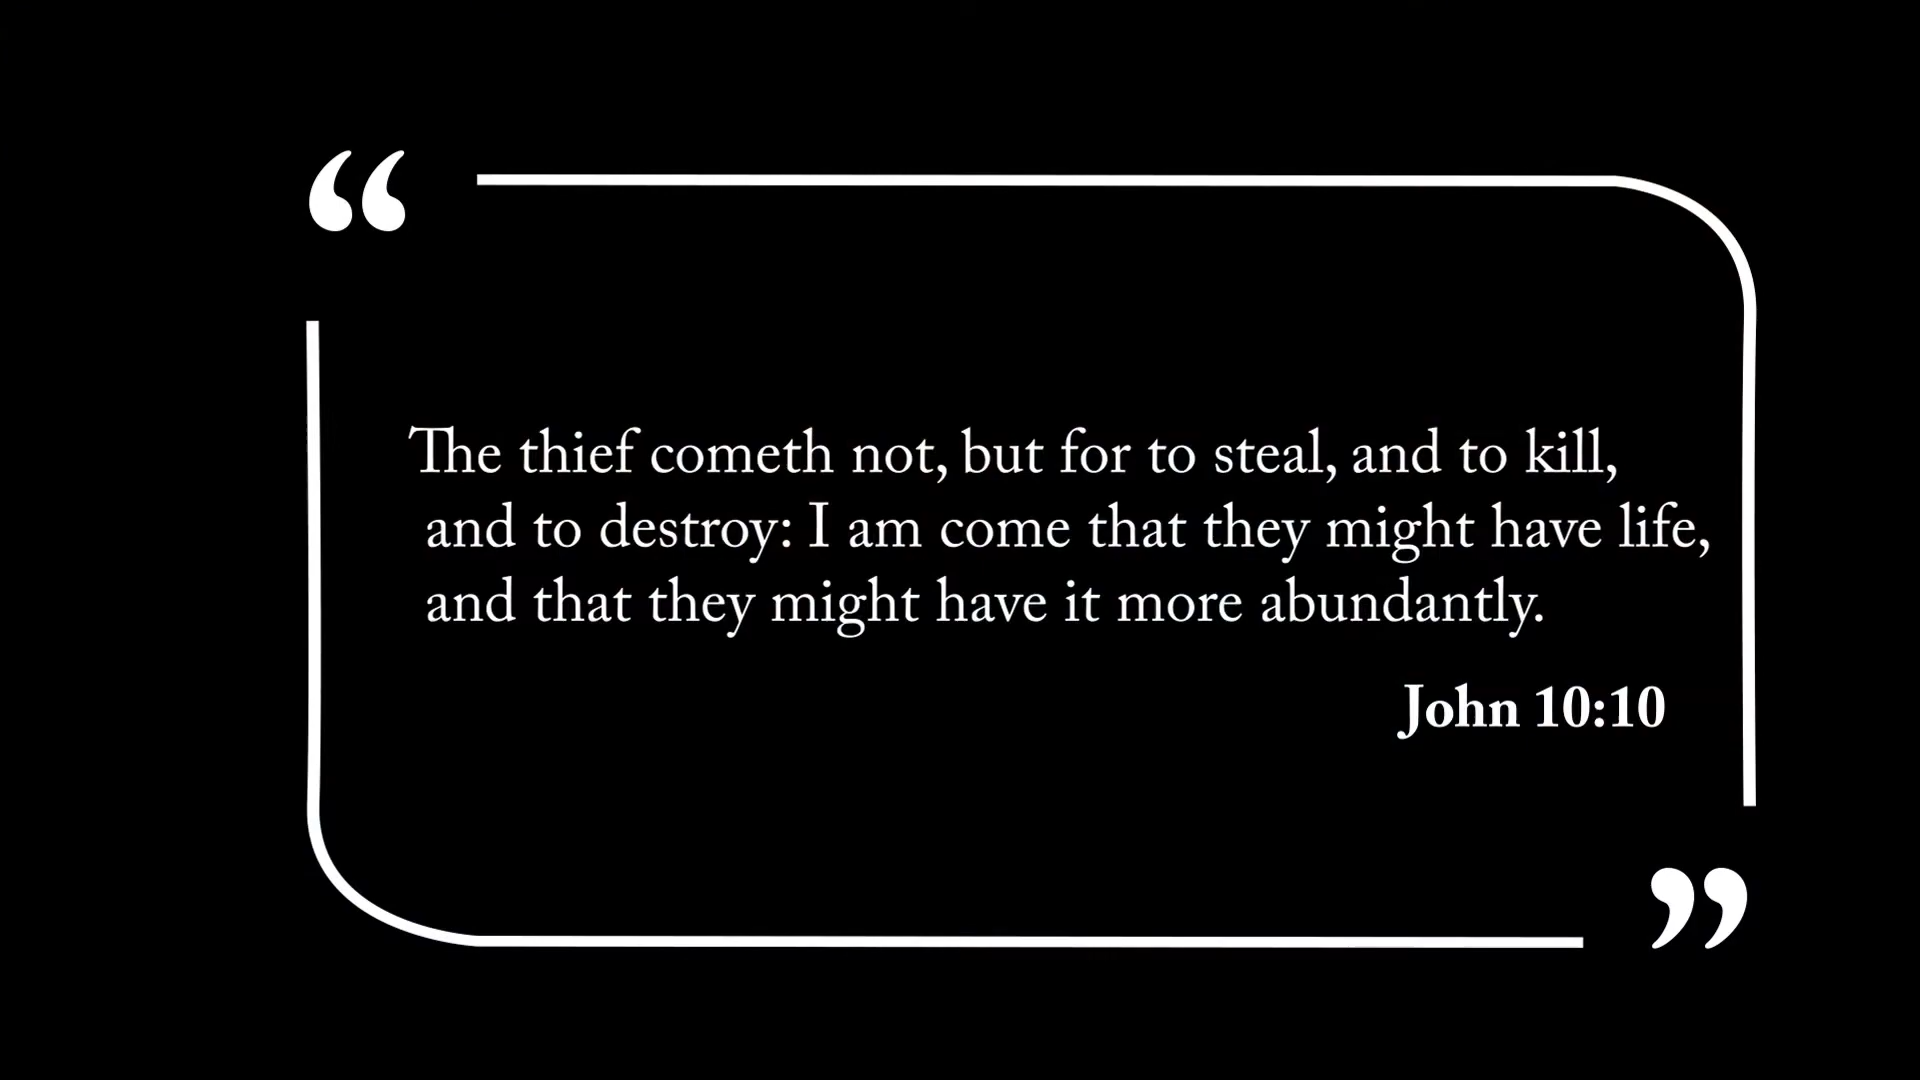 “
The thief cometh not, but for to steal, and to kill,
and to destroy: I am come that they might have life,
and that they might have it more abundantly.
John 10:10
”